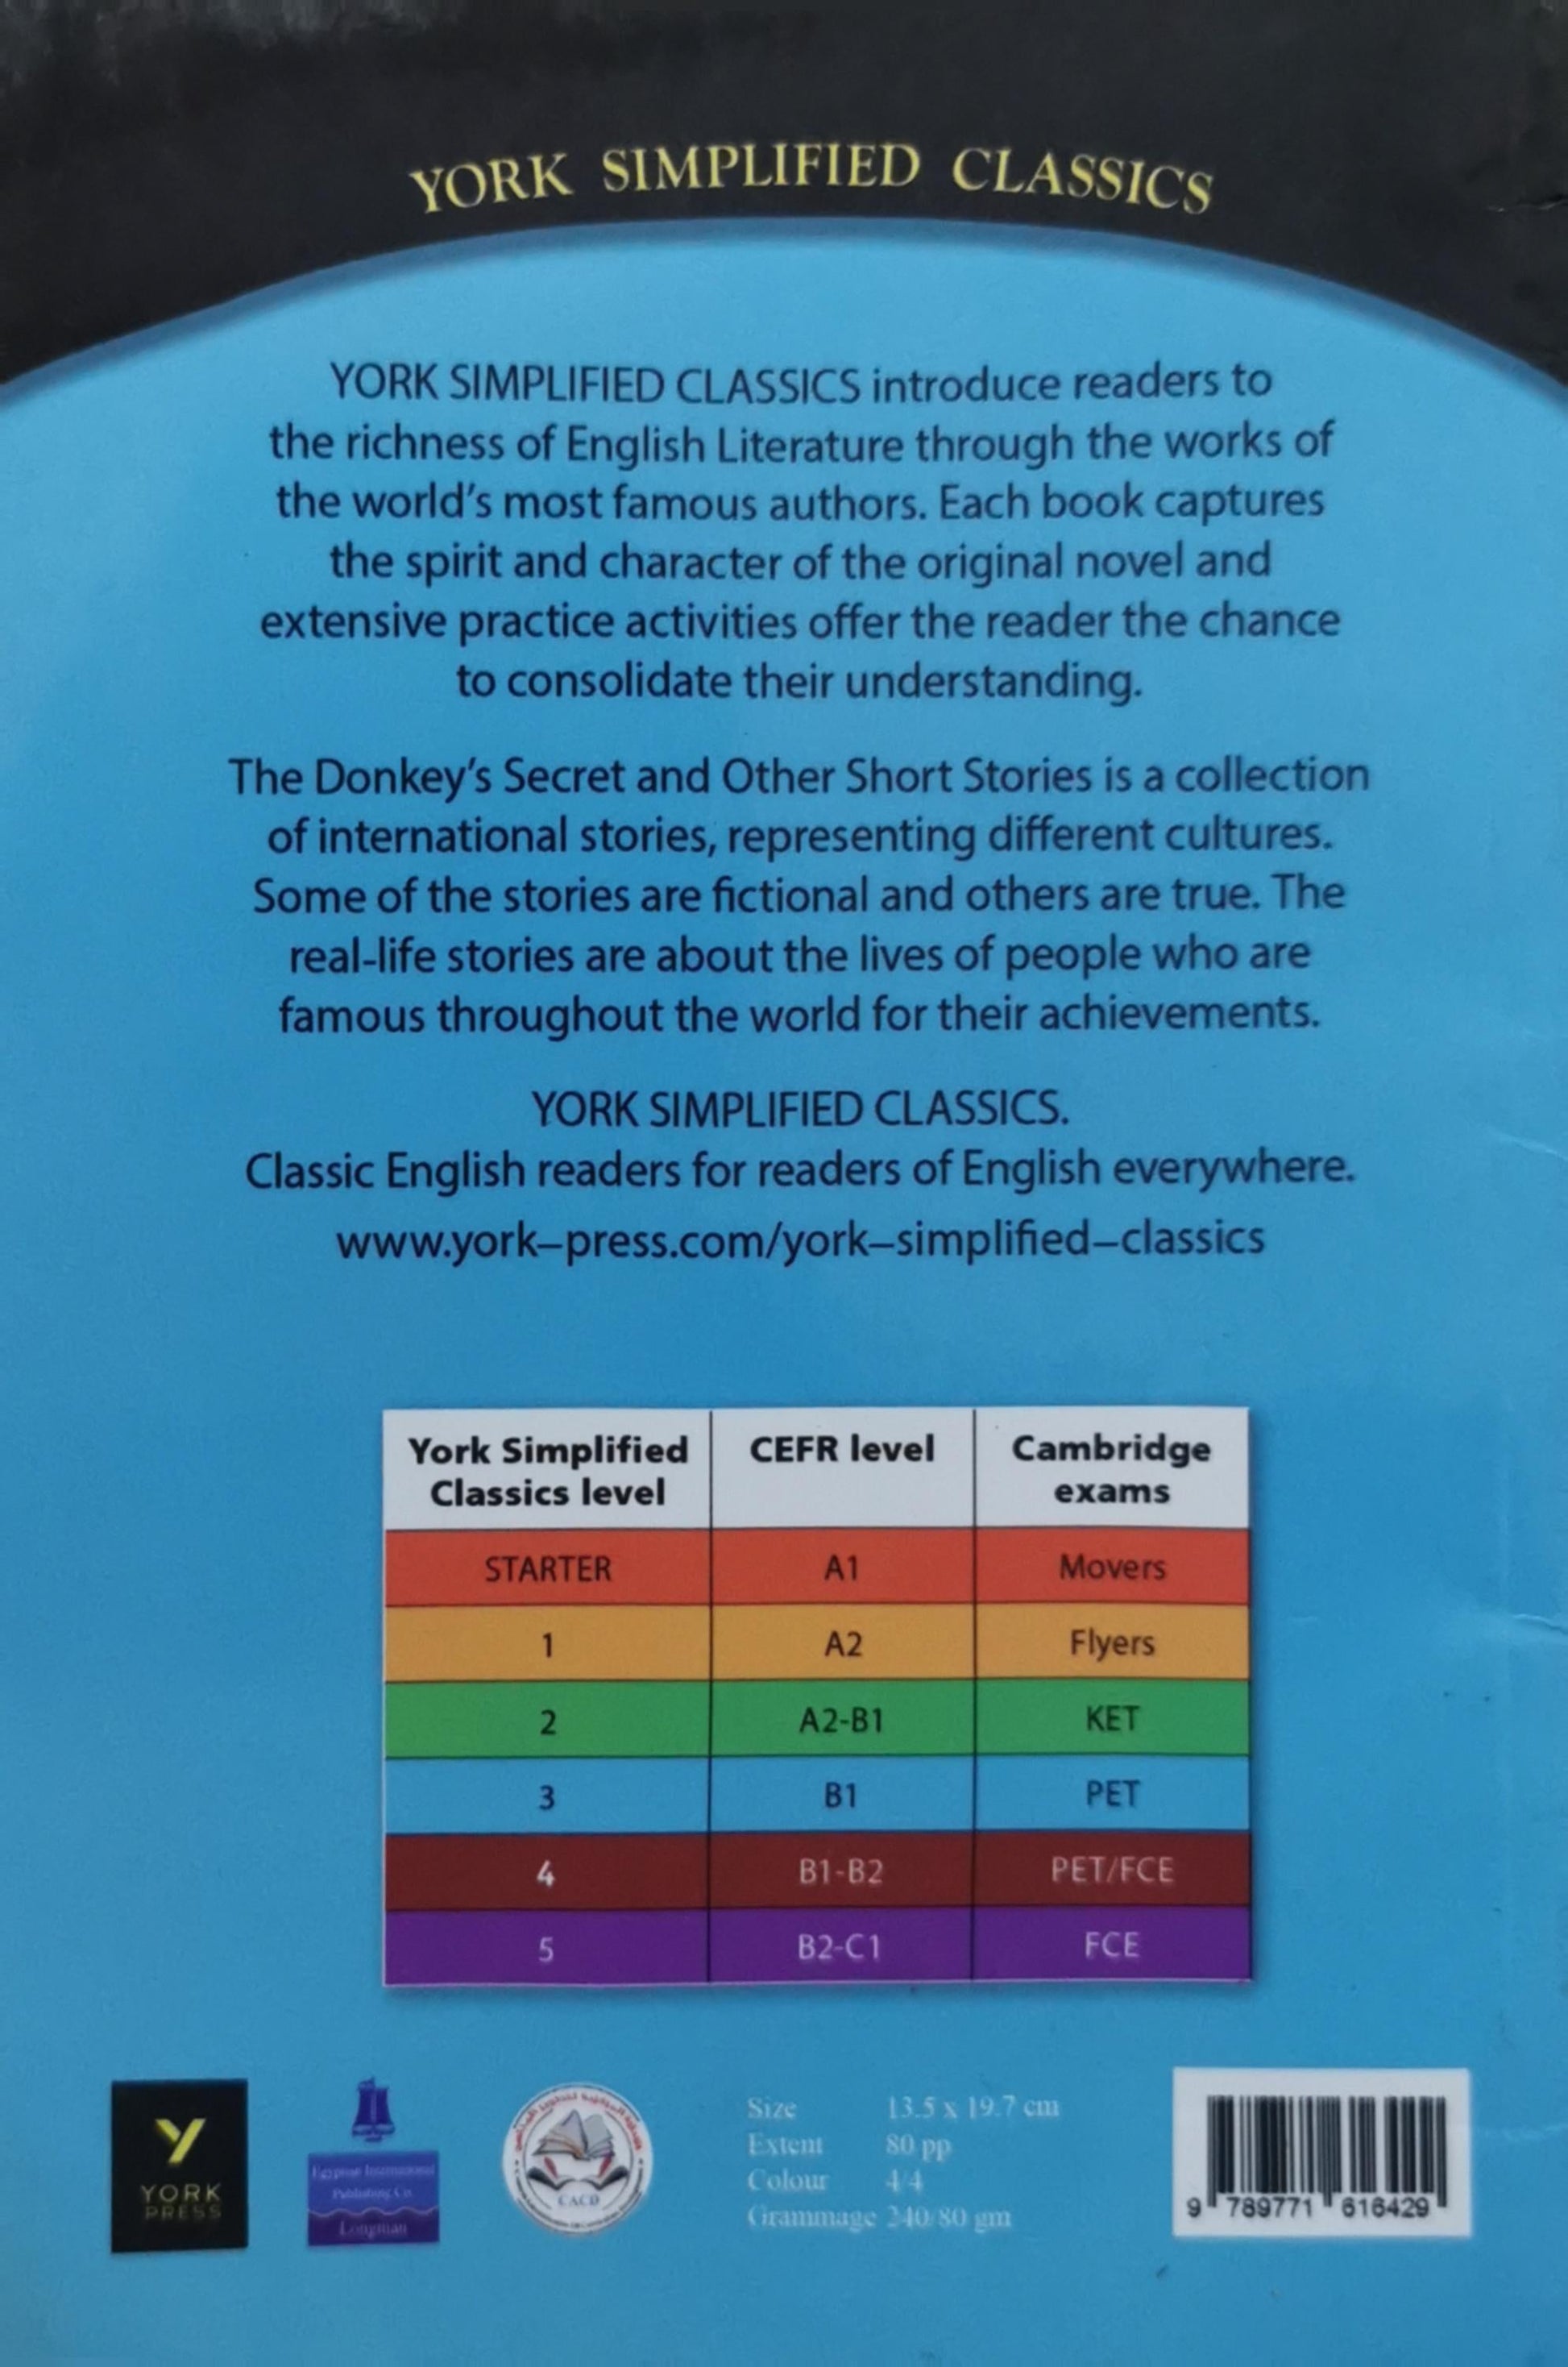 YORK SIMPLIFIED CLASSICS
YORK SIMPLIFIED CLASSICS introduce readers to
the richness of English Literature through the works of
the world's most famous authors. Each book captures
the spirit and character of the original novel and
extensive practice activities offer the reader the chance
to consolidate their understanding.
The Donkey's Secret and Other Short Stories is a collection
of international stories, representing different cultures.
Some of the stories are fictional and others are true. The
real-life stories are about the lives of people who are
famous throughout the world for their achievements.
YORK SIMPLIFIED CLASSICS.
Classic English readers for readers of English everywhere.
www.york–press.com/york–simplified–classics
York Simplified Classics level CEFR level Cambridge exams
STARTER A1 Movers
1 A2 Flyers
2 A2-B1 KET
3 B1 PET
4 B1-B2 PET/FCE
5 B2-C1 FCE
Y
YORK
PRESS
Egyptian International
Publishing Co.
Longman
CACD
Size 13.5 x 19.7 cm
Extent 80 pp
Colour 4/4
Grammage 240/80 gm
9 789771 616429